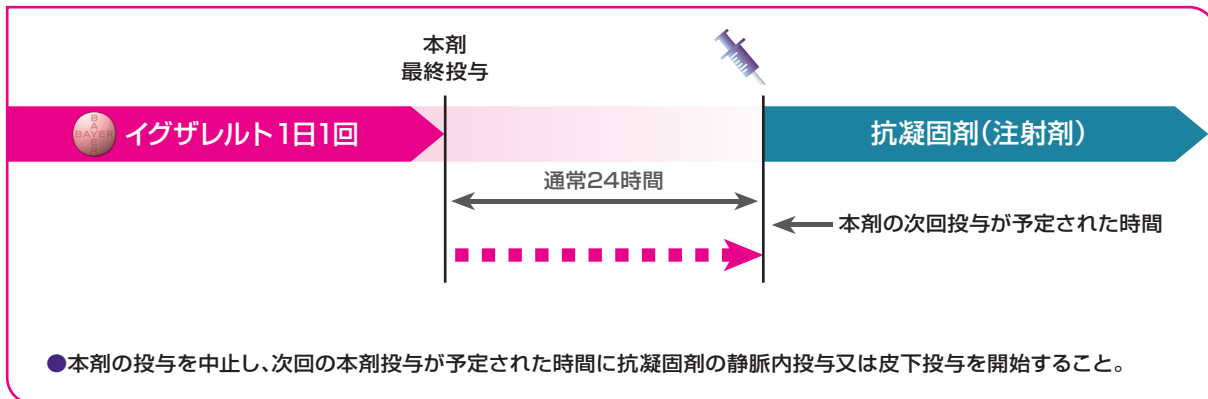 本剤
最終投与
BAYER
BAYER
イグザレルト1日1回
抗凝固剤(注射剤)
通常24時間
本剤の次回投与が予定された時間
●本剤の投与を中止し、次回の本剤投与が予定された時間に抗凝固剤の静脈内投与又は皮下投与を開始すること。